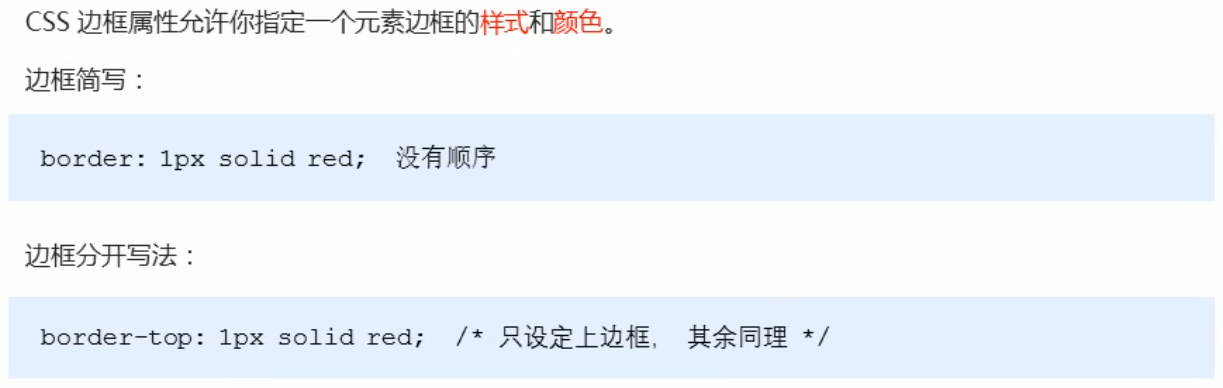 CSS 边框属性允许你指定一个元素边框的样式和颜色。
边框简写：
border: 1px solid red;  没有顺序
边框分开写法：
border-top: 1px solid red;  /* 只设定上边框， 其余同理 */